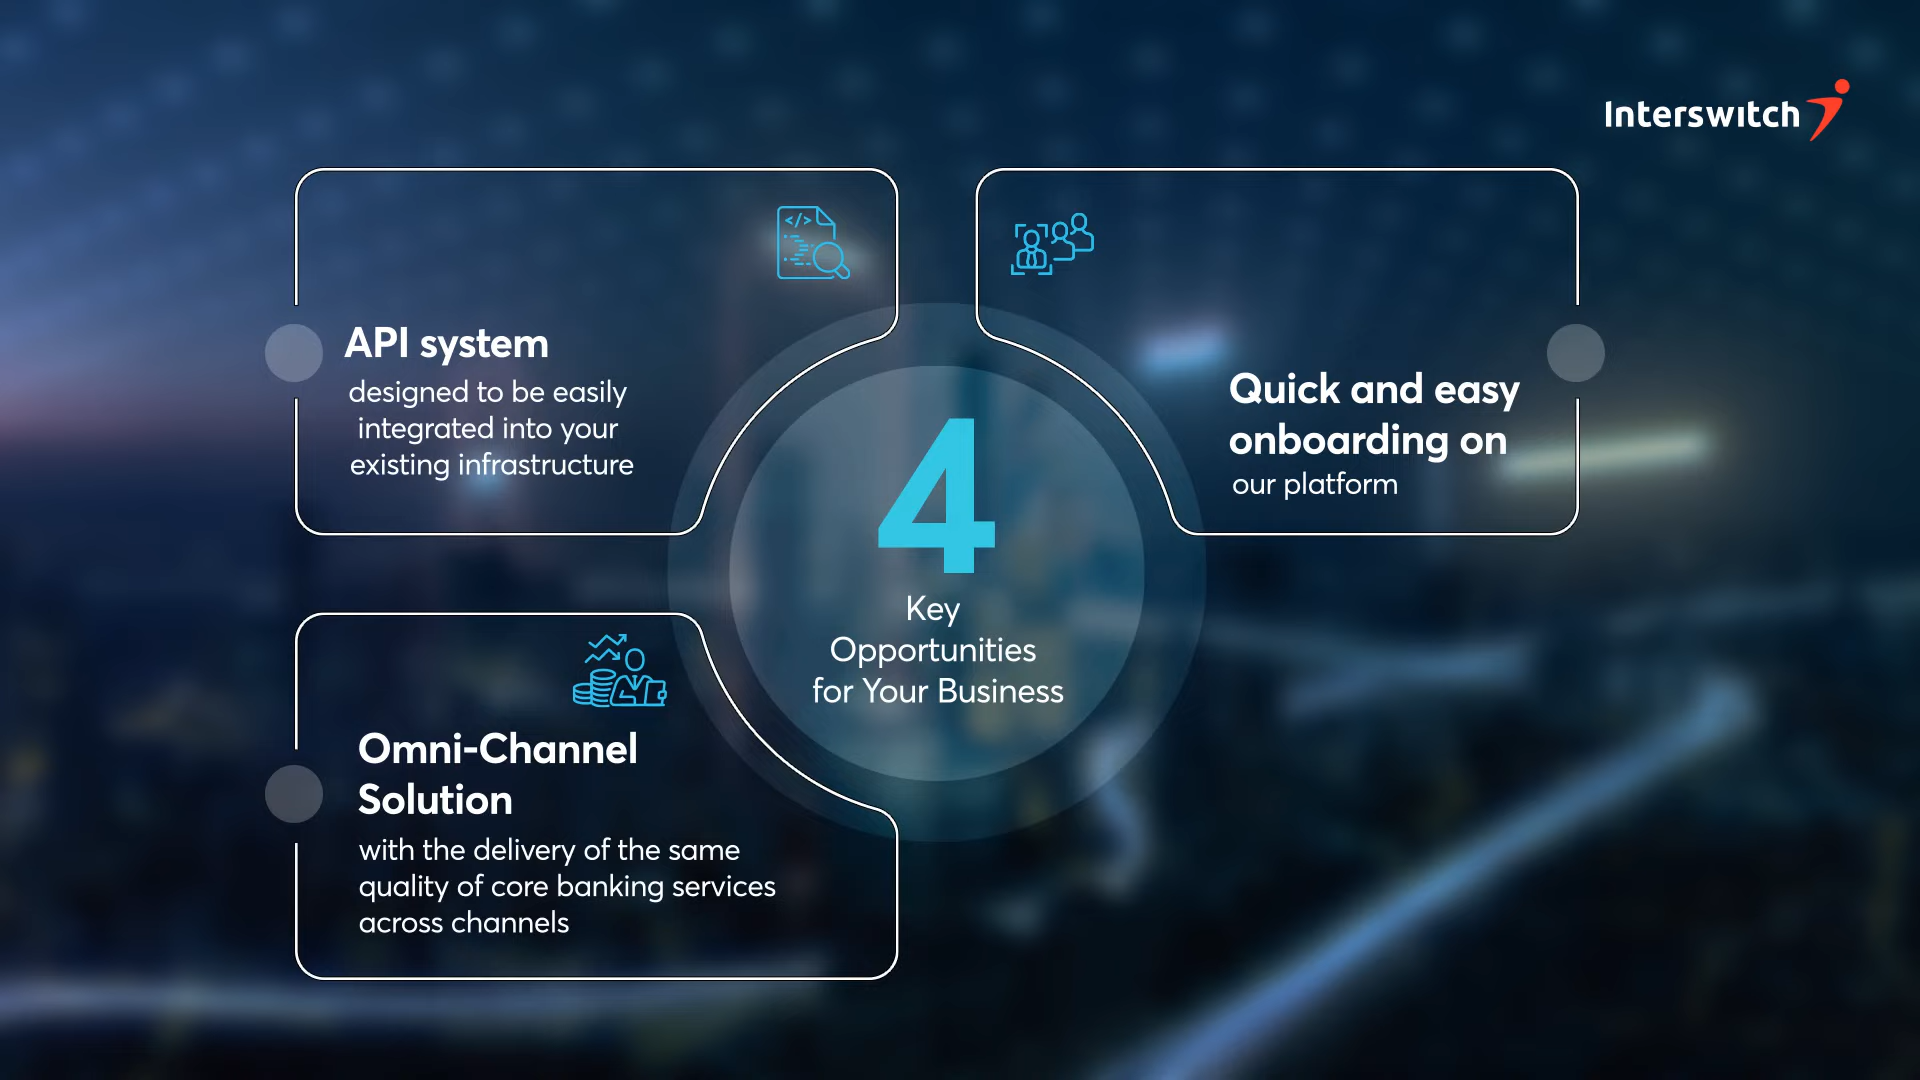 Interswitch
</>
API system
designed to be easily
integrated into your
existing infrastructure
Quick and easy
onboarding on
our platform
4
Key
Opportunities
for Your Business
Omni-Channel
Solution
with the delivery of the same
quality of core banking services
across channels